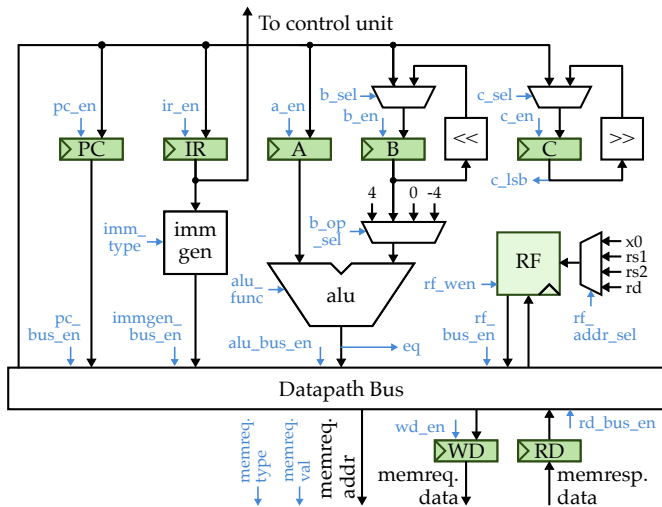 To control unit
pc_en
ir_en
a_en
b_sel
b_en
c_sel
c_en
PC
IR
A
B
<<
C
>>
c_lsb
4
0
-4
imm_
type
imm
gen
b_op
_sel
alu_
func
alu
RF
rf_wen
x0
rs1
rs2
rd
rf_
addr_sel
pc_
bus_en
immgen_
bus_en
alu_bus_en
eq
rf_
bus_en
Datapath Bus
memreq.
type
memreq.
val
memreq.
addr
wd_en
rd_bus_en
WD
RD
memreq.
data
memresp.
data